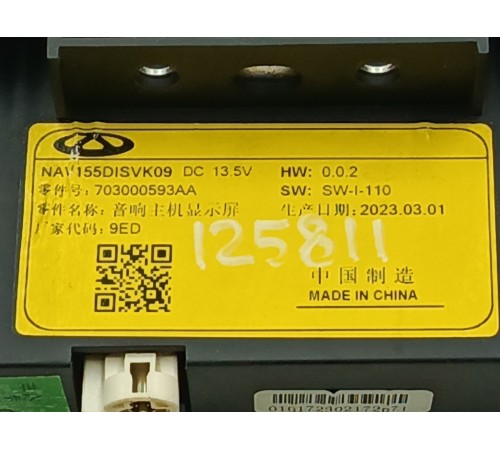 NAV155DISVK09 DC 13.5V HW: 0.0.2
零件号: 703000593AA SW: SW-I-110
零件名称: 音响主机显示屏 生产日期: 2023.03.01
厂家代码: 9ED
125811
中国制造
MADE IN CHINA